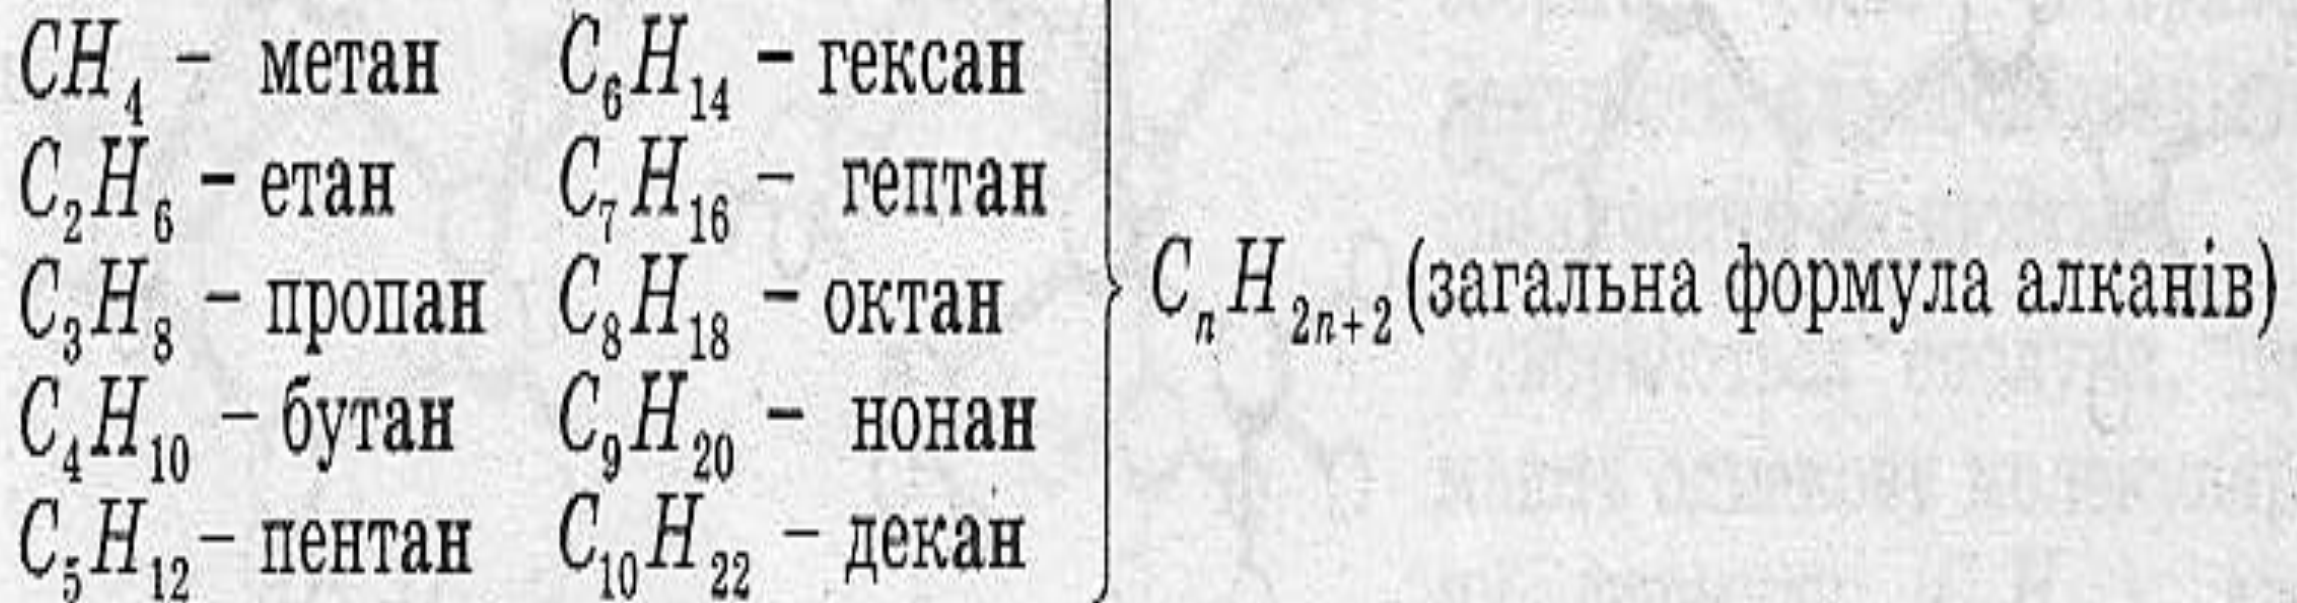 CH₄ – метан C₆H₁₄ – гексан
C₂H₆ – етан C₇H₁₆ – гептан
C₃H₈ – пропан C₈H₁₈ – октан
CₙH₂ₙ₊₂ (загальна формула алканів)
C₄H₁₀ – бутан C₉H₂₀ – нонан
C₅H₁₂ – пентан C₁₀H₂₂ – декан